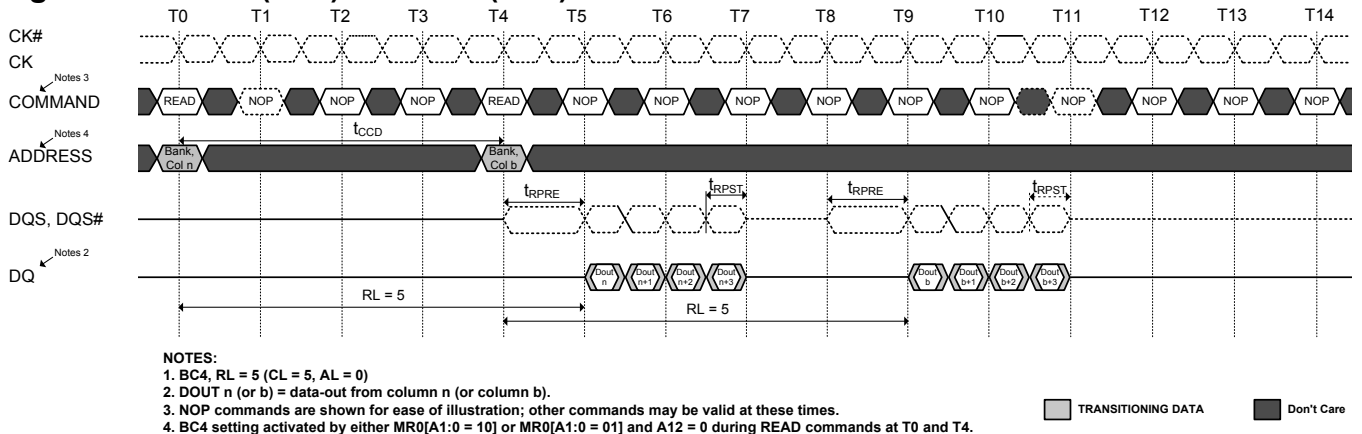 T0 T1 T2 T3 T4 T5 T6 T7 T8 T9 T10 T11 T12 T13 T14
CK#
CK
Notes 3
COMMAND READ NOP NOP NOP READ NOP NOP NOP NOP NOP NOP NOP NOP NOP NOP
tCCD
Notes 4
ADDRESS
Bank, Col n
Bank, Col b
tRPRE tRPST tRPRE tRPST
DQS, DQS#
Notes 2
DQ
Dout n
Dout n+1
Dout n+2
Dout n+3
Dout b
Dout b+1
Dout b+2
Dout b+3
RL = 5
RL = 5
NOTES:
1. BC4, RL = 5 (CL = 5, AL = 0)
2. DOUT n (or b) = data-out from column n (or column b).
3. NOP commands are shown for ease of illustration; other commands may be valid at these times.
4. BC4 setting activated by either MR0[A1:0 = 10] or MR0[A1:0 = 01] and A12 = 0 during READ commands at T0 and T4.
TRANSITIONING DATA
Don't Care